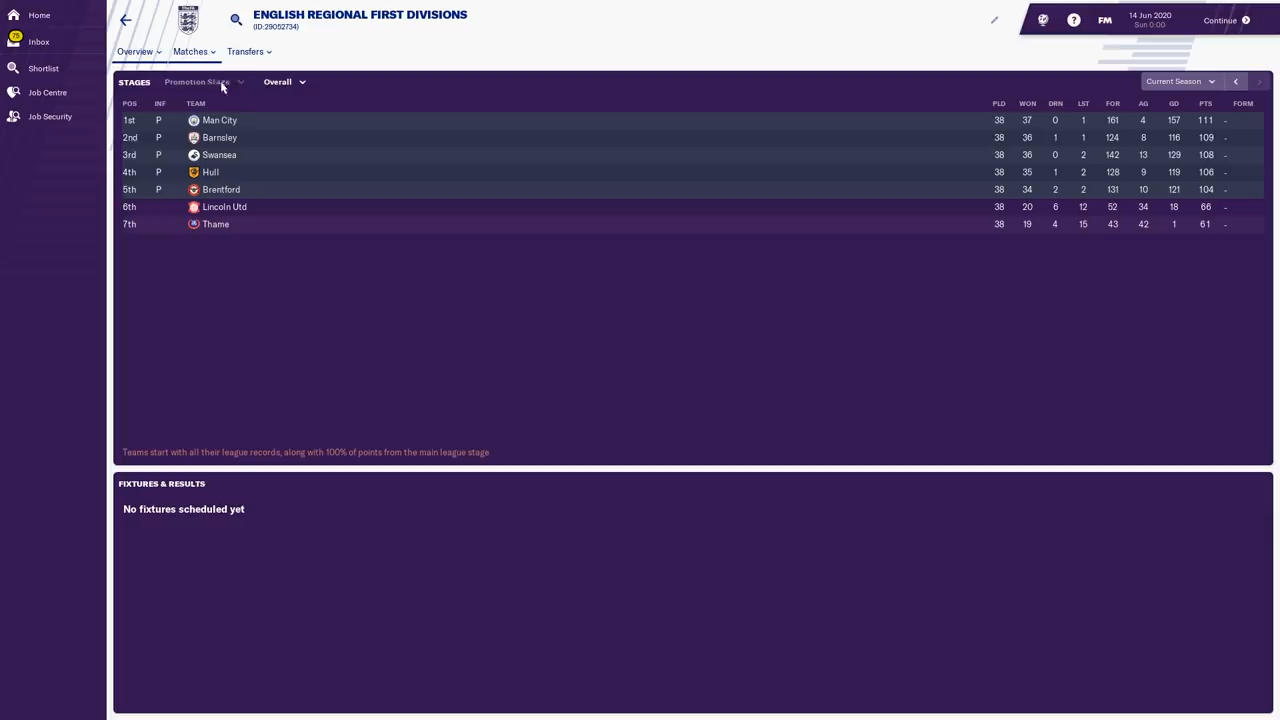 Home
75
Inbox
Shortlist
Job Centre
Job Security
ENGLISH REGIONAL FIRST DIVISIONS
(ID:29052734)
FM
14 Jun 2020
Sun 0:00
Continue
Overview
Matches
Transfers
STAGES Promotion Stage Overall Current Season
POS INF TEAM PLD WON DRN LST FOR AG GD PTS FORM
1st P Man City 38 37 0 1 161 4 157 111 -
2nd P Barnsley 38 36 1 1 124 8 116 109 -
3rd P Swansea 38 36 0 2 142 13 129 108 -
4th P Hull 38 35 1 2 128 9 119 106 -
5th P Brentford 38 34 2 2 131 10 121 104 -
6th Lincoln Utd 38 20 6 12 52 34 18 66 -
7th Thame 38 19 4 15 43 42 1 61 -
Teams start with all their league records, along with 100% of points from the main league stage
FIXTURES & RESULTS
No fixtures scheduled yet